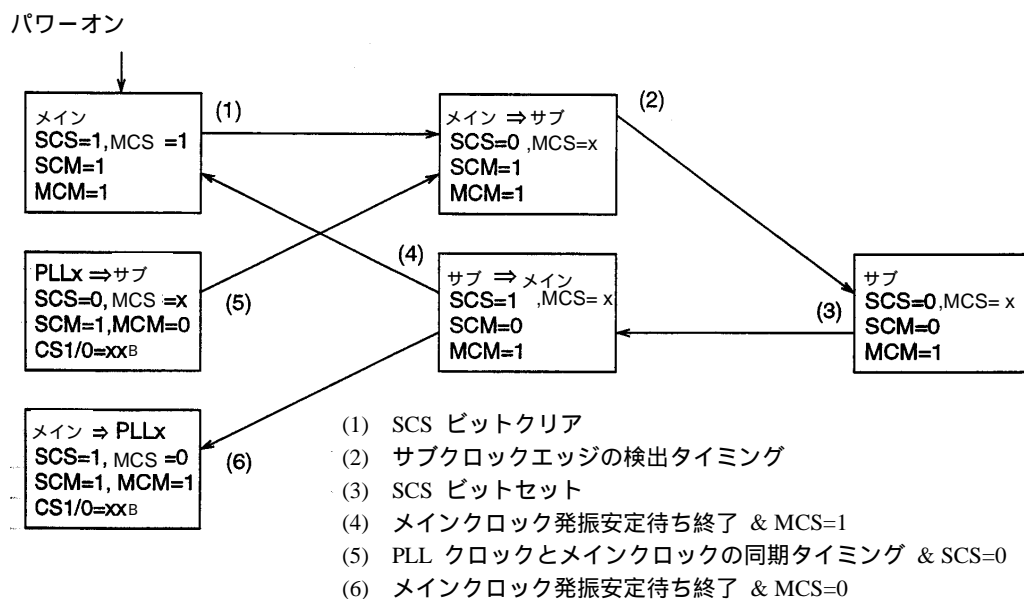 パワーオン
(1)
(2)
メイン
SCS=1,MCS =1
SCM=1
MCM=1
メイン ⇒ サブ
SCS=0 ,MCS=x
SCM=1
MCM=1
(4)
PLLx ⇒サブ
SCS=0, MCS =x
SCM=1,MCM=0
CS1/0=xxB
(5)
サブ ⇒ メイン
SCS=1 ,MCS= x
SCM=0
MCM=1
(3)
サブ
SCS=0,MCS= x
SCM=0
MCM=1
メイン ⇒ PLLx
SCS=1, MCS =0
SCM=1, MCM=1
CS1/0=xxB
(6)
(1) SCS ビットクリア
(2) サブクロックエッジの検出タイミング
(3) SCS ビットセット
(4) メインクロック発振安定待ち終了 & MCS=1
(5) PLL クロックとメインクロックの同期タイミング & SCS=0
(6) メインクロック発振安定待ち終了 & MCS=0